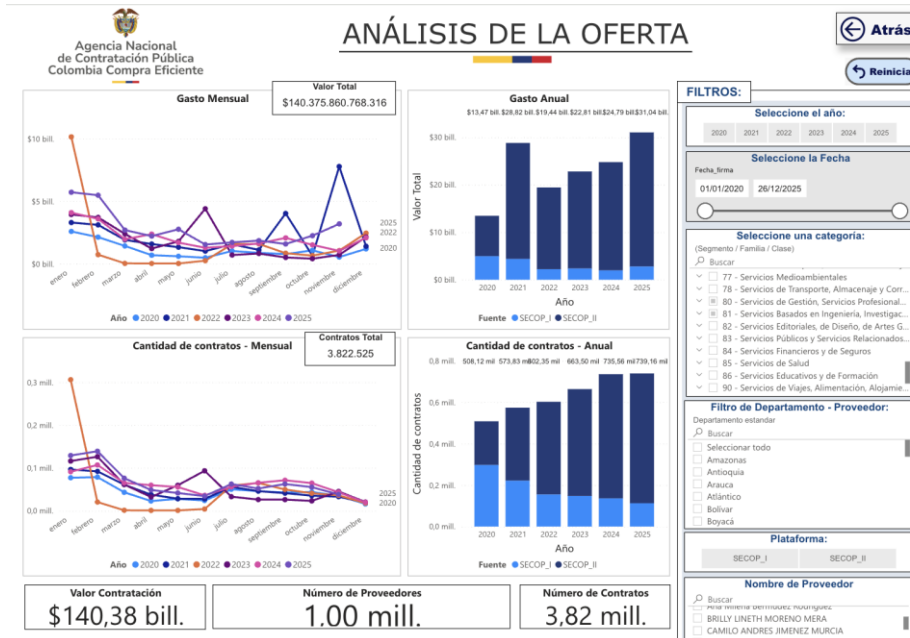 Agencia Nacional
de Contratación Pública
Colombia Compra Eficiente
ANÁLISIS DE LA OFERTA
Atrás
Reinicia
Gasto Mensual
Valor Total
$140.375.860.768.316
$10 bill.
$5 bill.
$0 bill.
2025
2022
2020
enero
febrero
marzo
abril
mayo
junio
julio
agosto
septiembre
octubre
noviembre
diciembre
Año 2020 2021 2022 2023 2024 2025
Gasto Anual
$13,47 bill. $28,82 bill. $19,44 bill. $22,81 bill. $24,79 bill. $31,04 bill.
Valor Total
$30 bill.
$20 bill.
$10 bill.
$0 bill.
2020 2021 2022 2023 2024 2025
Año
Fuente SECOP_I SECOP_II
Cantidad de contratos - Mensual
Contratos Total
3.822.525
0,3 mill.
0,2 mill.
0,1 mill.
0,0 mill.
2025
2020
enero
febrero
marzo
abril
mayo
junio
julio
agosto
septiembre
octubre
noviembre
diciembre
Año 2020 2021 2022 2023 2024 2025
Cantidad de contratos - Anual
0,8 mill.
508,12 mil 573,83 mil 602,35 mil 663,50 mil 735,56 mil 739,16 mil
Cantidad de contratos
0,6 mill.
0,4 mill.
0,2 mill.
0,0 mill.
2020 2021 2022 2023 2024 2025
Año
Fuente SECOP_I SECOP_II
Valor Contratación
$140,38 bill.
Número de Proveedores
1,00 mill.
Número de Contratos
3,82 mill.
FILTROS:
Seleccione el año:
2020 2021 2022 2023 2024 2025
Seleccione la Fecha
Fecha_firma
01/01/2020 26/12/2025
Seleccione una categoría:
(Segmento / Familia / Clase)
Buscar
77 - Servicios Medioambientales
78 - Servicios de Transporte, Almacenaje y Corr...
80 - Servicios de Gestión, Servicios Profesional...
81 - Servicios Basados en Ingeniería, Investigac...
82 - Servicios Editoriales, de Diseño, de Artes G...
83 - Servicios Públicos y Servicios Relacionados...
84 - Servicios Financieros y de Seguros
85 - Servicios de Salud
86 - Servicios Educativos y de Formación
90 - Servicios de Viajes, Alimentación, Alojamie...
Filtro de Departamento - Proveedor:
Departamento estandar
Buscar
Seleccionar todo
Amazonas
Antioquia
Arauca
Atlántico
Bolívar
Boyacá
Plataforma:
SECOP_I SECOP_II
Nombre de Proveedor
Buscar
Ana Milena Bermudez Rodriguez
BRILLY LINETH MORENO MERA
CAMILO ANDRES JIMENEZ MURCIA